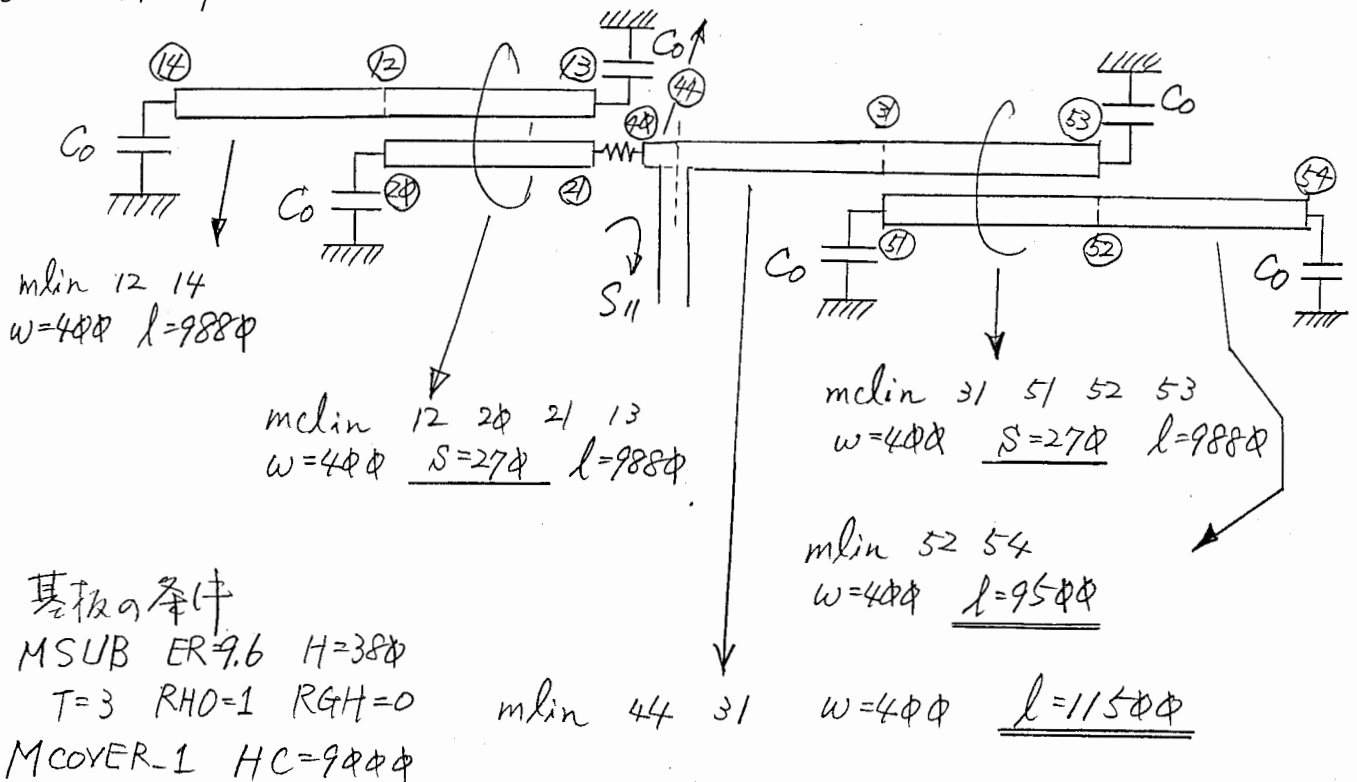 14
12
13
C₀
44
C₀
20
C₀
40
21
S₁₁
31
53
C₀
54
51
52
C₀
C₀
mlin 12 14
w=400 l=9880
mclin 12 20 21 13
w=400 S=270 l=9880
mclin 31 51 52 53
w=400 S=270 l=9880
mlin 52 54
w=400 l=9500
基板の条件
MSUB ER=9.6 H=380
T=3 RHO=1 RGH=0
MCOVER_1 HC=9000
mlin 44 31 w=400 l=11500